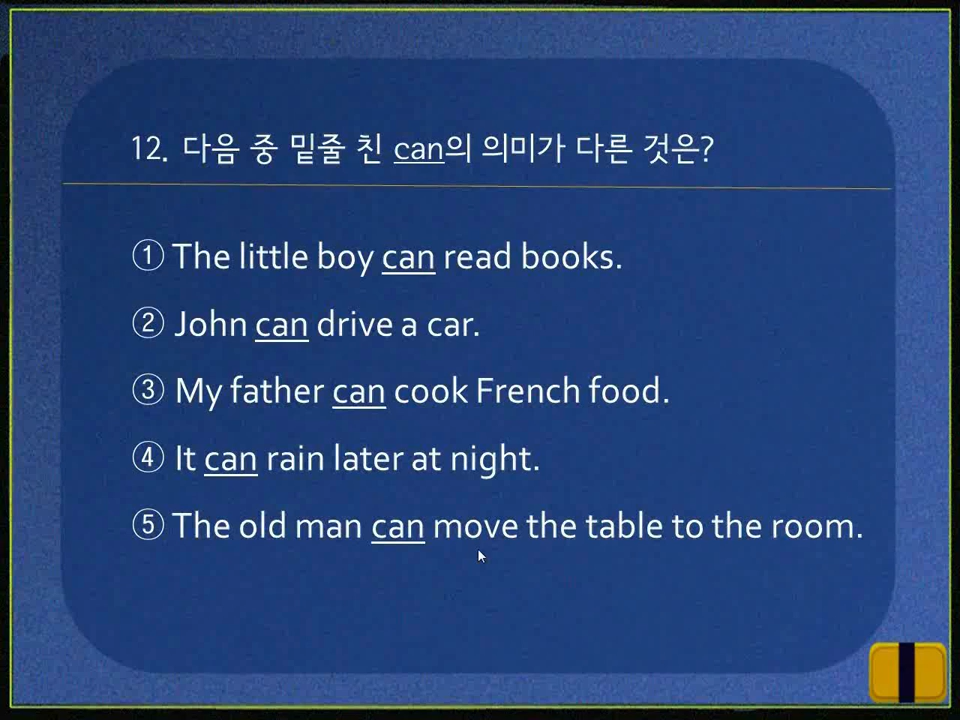 12. 다음 중 밑줄 친 can의 의미가 다른 것은?
① The little boy can read books.
② John can drive a car.
③ My father can cook French food.
④ It can rain later at night.
⑤ The old man can move the table to the room.